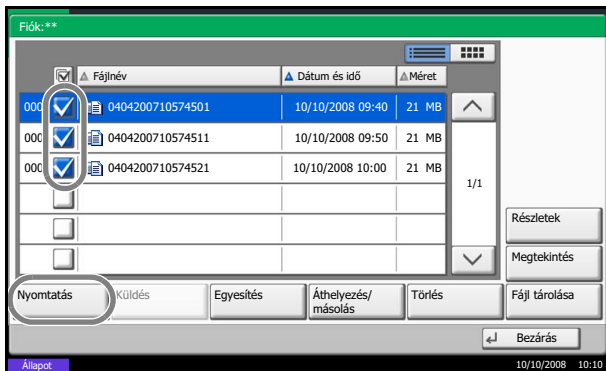 Fiók:**
Fájlnév
Dátum és idő
Méret
000
0404200710574501
10/10/2008 09:40
21 MB
000
0404200710574511
10/10/2008 09:50
21 MB
000
0404200710574521
10/10/2008 10:00
21 MB
1/1
Részletek
Megtekintés
Nyomtatás
Küldés
Egyesítés
Áthelyezés/
másolás
Törlés
Fájl tárolása
Bezárás
Állapot
10/10/2008 10:10